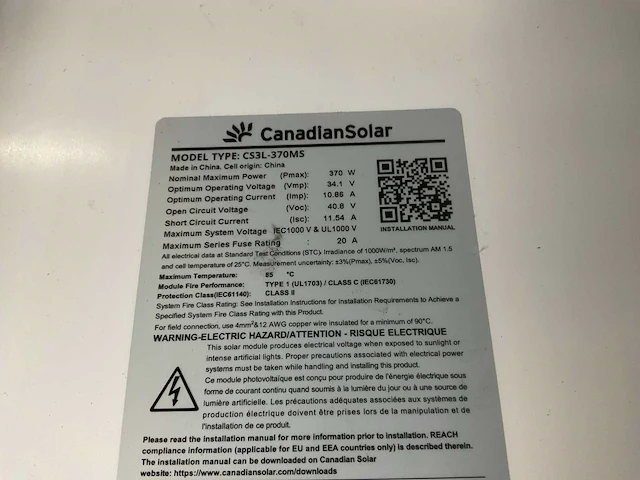 CanadianSolar
MODEL TYPE: CS3L-370MS
Made in China. Cell origin: China
Nominal Maximum Power (Pmax): 370 W
Optimum Operating Voltage (Vmp): 34.1 V
Optimum Operating Current (Imp): 10.86 A
Open Circuit Voltage (Voc): 40.8 V
Short Circuit Current (Isc): 11.54 A
Maximum System Voltage IEC1000 V & UL1000 V
Maximum Series Fuse Rating : 20 A
INSTALLATION MANUAL
All electrical data at Standard Test Conditions (STC). Irradiance of 1000W/m², spectrum AM 1.5
and cell temperature of 25°C. Measurement uncertainty: ±3%(Pmax), ±5%(Voc, Isc).
Maximum Temperature: 85 °C
Module Fire Performance: TYPE 1 (UL1703) / CLASS C (IEC61730)
Protection Class(IEC61140): CLASS II
System Fire Class Rating: See Installation Instructions for Installation Requirements to Achieve a
Specified System Fire Class Rating with this Product.
For field connection, use 4mm²&12 AWG copper wire insulated for a minimum of 90°C.
WARNING-ELECTRIC HAZARD/ATTENTION - RISQUE ELECTRIQUE
This solar module produces electrical voltage when exposed to sunlight or
intense artificial lights. Proper precautions associated with electrical power
systems must be taken while handling and installing this product.
Ce module photovoltaïque est conçu pour produire de l'énergie électrique sous
forme de courant continu quand soumis à la lumière du jour ou à une source de
lumière artificielle. Les précautions adéquates associées aux systèmes de
production électrique doivent être prises lors de la manipulation et de
l'installation de ce produit.
Please read the installation manual for more information prior to installation. REACH
compliance information (applicable for EU and EEA countries only) is described therein.
The installation manual can be downloaded on Canadian Solar
website: https://www.canadiansolar.com/downloads